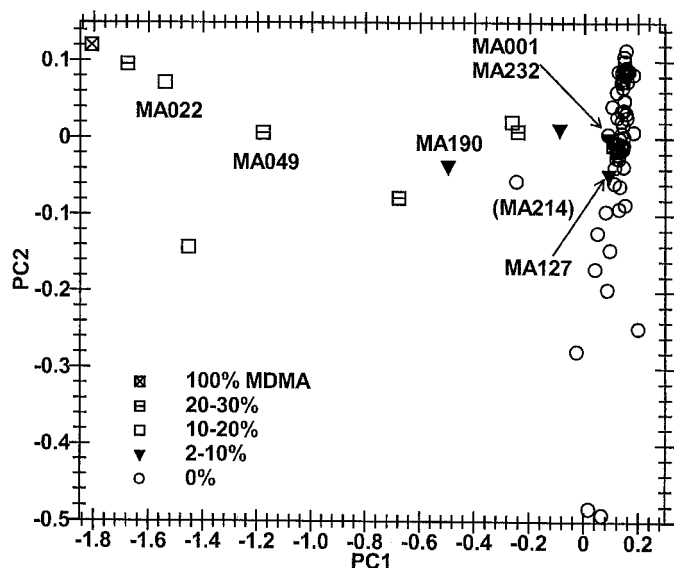 0.1
0
-0.1
-0.2
-0.3
-0.4
-0.5
PC2
MA001
MA232
MA022
MA049
MA190
(MA214)
MA127
100% MDMA
20-30%
10-20%
2-10%
0%
-1.8 -1.6 -1.4 -1.2 -1.0 -0.8 -0.6 -0.4 -0.2 0 0.2
PC1